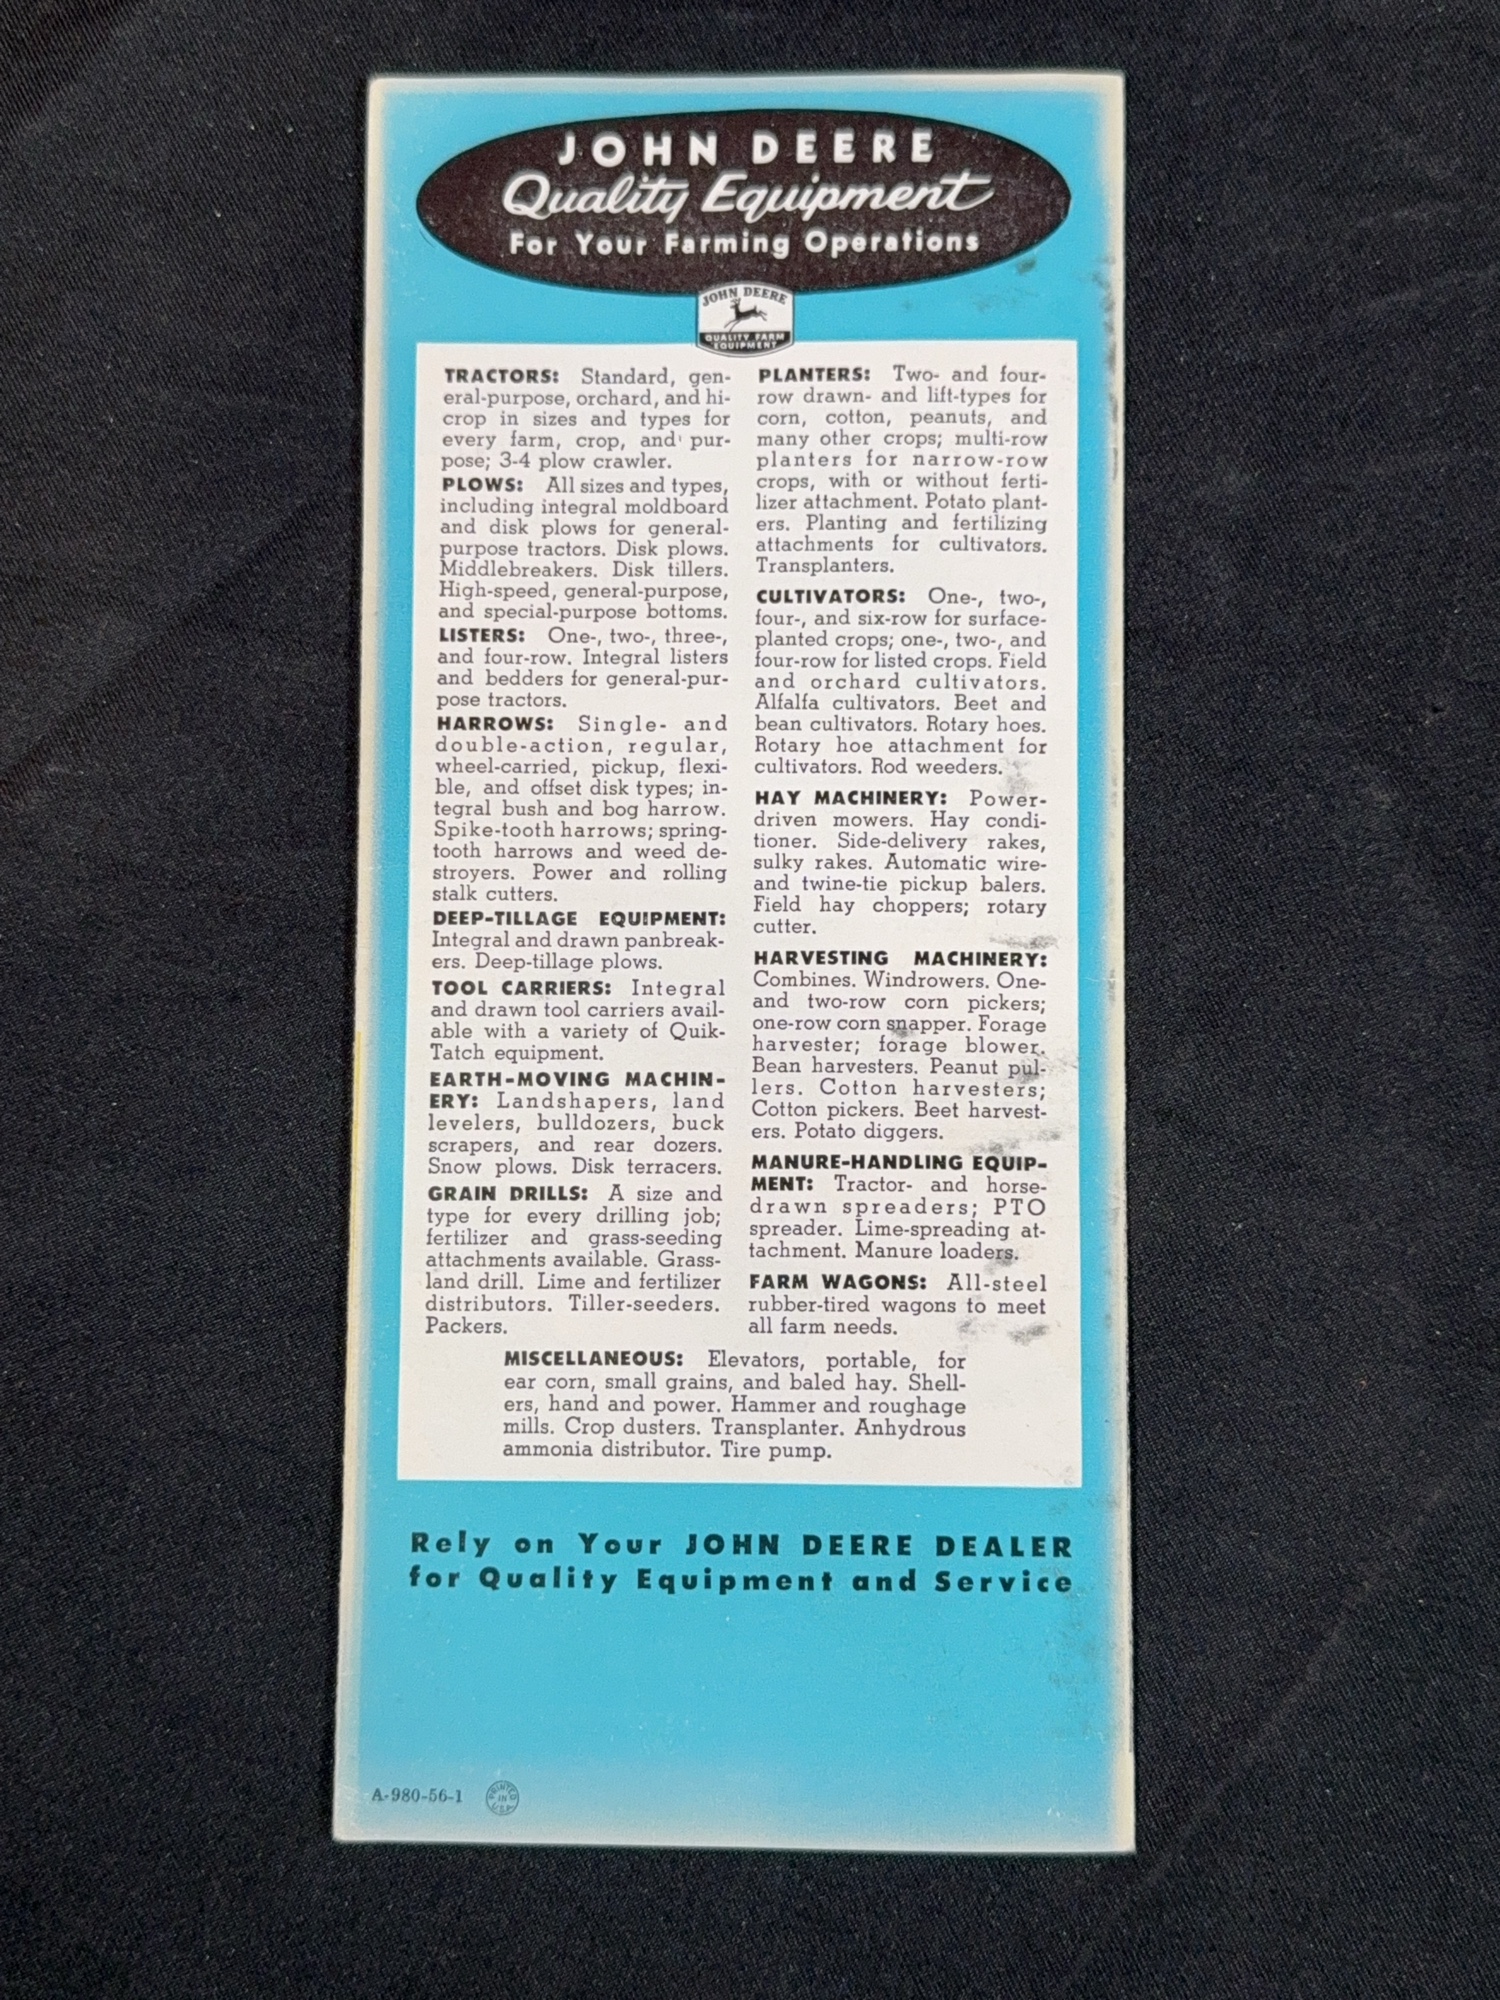 JOHN DEERE
Quality Equipment
For Your Farming Operations
JOHN DEERE
QUALITY FARM
EQUIPMENT
TRACTORS: Standard, gen-
eral-purpose, orchard, and hi-
crop in sizes and types for
every farm, crop, and pur-
pose; 3-4 plow crawler.
PLOWS: All sizes and types,
including integral moldboard
and disk plows for general-
purpose tractors. Disk plows.
Middlebreakers. Disk tillers.
High-speed, general-purpose,
and special-purpose bottoms.
LISTERS: One-, two-, three-,
and four-row. Integral listers
and bedders for general-pur-
pose tractors.
HARROWS: Single- and
double-action, regular,
wheel-carried, pickup, flexi-
ble, and offset disk types; in-
tegral bush and bog harrow.
Spike-tooth harrows; spring-
tooth harrows and weed de-
stroyers. Power and rolling
stalk cutters.
DEEP-TILLAGE EQUIPMENT:
Integral and drawn panbreak-
ers. Deep-tillage plows.
TOOL CARRIERS: Integral
and drawn tool carriers avail-
able with a variety of Quik-
Tatch equipment.
EARTH-MOVING MACHIN-
ERY: Landshapers, land
levelers, bulldozers, buck
scrapers, and rear dozers.
Snow plows. Disk terracers.
GRAIN DRILLS: A size and
type for every drilling job;
fertilizer and grass-seeding
attachments available. Grass-
land drill. Lime and fertilizer
distributors. Tiller-seeders.
Packers.
PLANTERS: Two- and four-
row drawn- and lift-types for
corn, cotton, peanuts, and
many other crops; multi-row
planters for narrow-row
crops, with or without ferti-
lizer attachment. Potato plant-
ers. Planting and fertilizing
attachments for cultivators.
Transplanters.
CULTIVATORS: One-, two-,
four-, and six-row for surface-
planted crops; one-, two-, and
four-row for listed crops. Field
and orchard cultivators.
Alfalfa cultivators. Beet and
bean cultivators. Rotary hoes.
Rotary hoe attachment for
cultivators. Rod weeders.
HAY MACHINERY: Power-
driven mowers. Hay condi-
tioner. Side-delivery rakes,
sulky rakes. Automatic wire-
and twine-tie pickup balers.
Field hay choppers; rotary
cutter.
HARVESTING MACHINERY:
Combines. Windrowers. One-
and two-row corn pickers;
one-row corn snapper. Forage
harvester; forage blower.
Bean harvesters. Peanut pul-
lers. Cotton harvesters;
Cotton pickers. Beet harvest-
ers. Potato diggers.
MANURE-HANDLING EQUIP-
MENT: Tractor- and horse-
drawn spreaders; PTO
spreader. Lime-spreading at-
tachment. Manure loaders.
FARM WAGONS: All-steel
rubber-tired wagons to meet
all farm needs.
MISCELLANEOUS: Elevators, portable, for
ear corn, small grains, and baled hay. Shell-
ers, hand and power. Hammer and roughage
mills. Crop dusters. Transplanter. Anhydrous
ammonia distributor. Tire pump.
Rely on Your JOHN DEERE DEALER
for Quality Equipment and Service
A-980-56-1
PRINTED
IN
U.S.A.